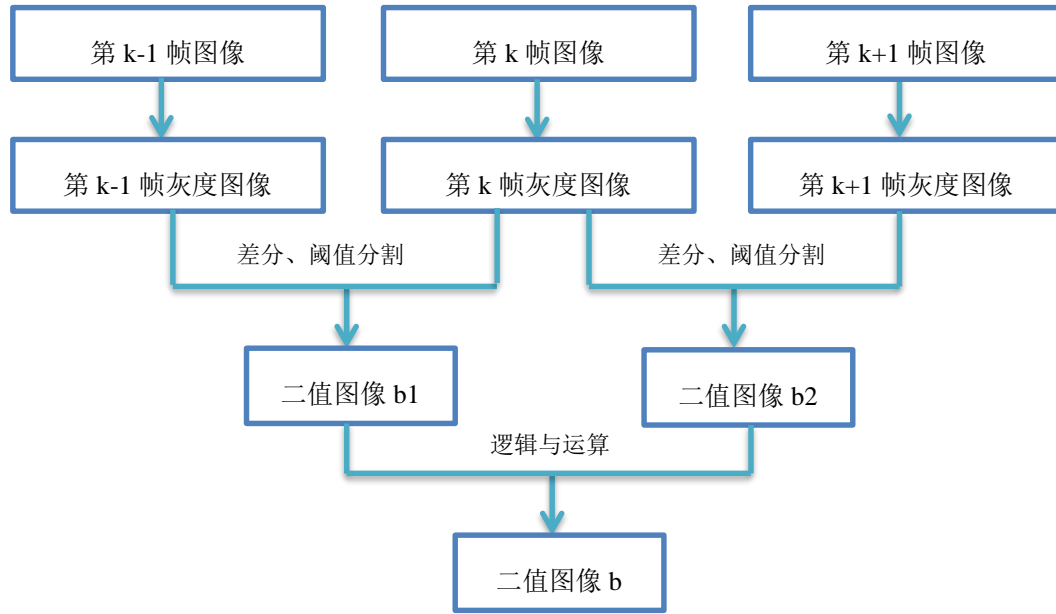 第 k-1 帧图像
第 k 帧图像
第 k+1 帧图像
第 k-1 帧灰度图像
第 k 帧灰度图像
第 k+1 帧灰度图像
差分、阈值分割
差分、阈值分割
二值图像 b1
二值图像 b2
逻辑与运算
二值图像 b